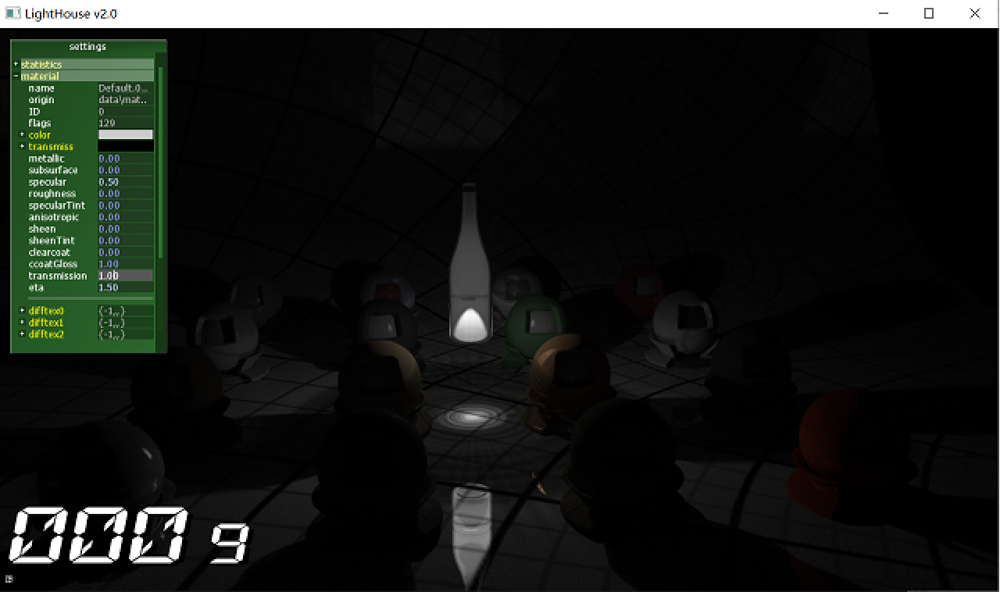 LightHouse v2.0
settings
+ statistics
- material
name Default.0...
origin data\mat..
ID 0
flags 129
+ color
+ transmiss
metallic 0.00
subsurface 0.00
specular 0.50
roughness 0.00
specularTint 0.00
anisotropic 0.00
sheen 0.00
sheenTint 0.00
clearcoat 0.00
ccoatGloss 1.00
transmission 1.00
eta 1.50
+ difftex0 {-1,,}
+ difftex1 {-1,,}
+ difftex2 {-1,,}
000 9